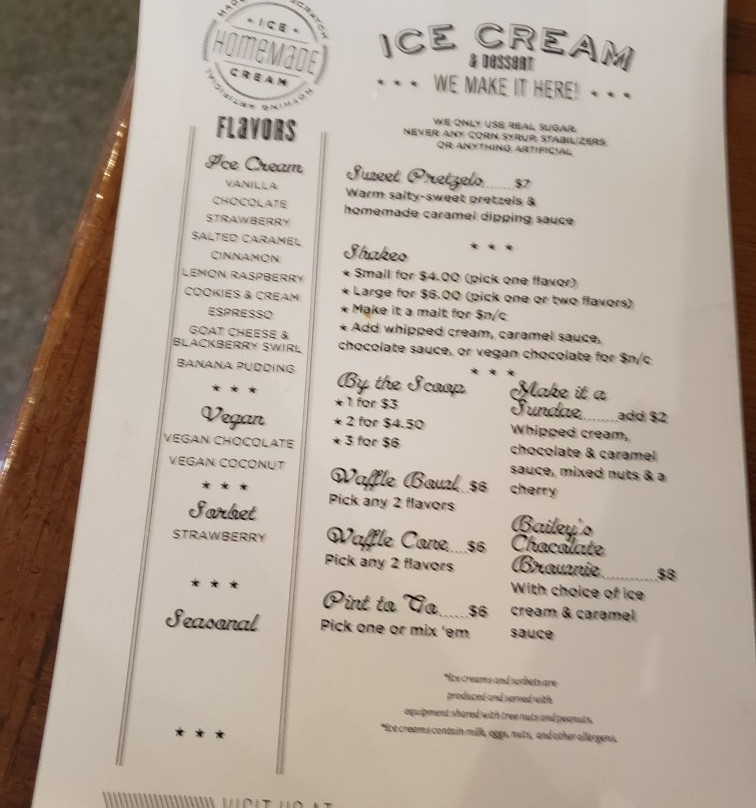 MADE
SCRATCH
ICE
HOMEMADE
CREAM
NOTHING ARTIFICIAL
ICE CREAM
& DESSERT
WE MAKE IT HERE!
WE ONLY USE REAL SUGAR,
NEVER ANY CORN SYRUP, STABILIZERS
OR ANYTHING ARTIFICIAL
FLAVORS
Ice Cream
VANILLA
CHOCOLATE
STRAWBERRY
SALTED CARAMEL
CINNAMON
LEMON RASPBERRY
COOKIES & CREAM
ESPRESSO
GOAT CHEESE &
BLACKBERRY SWIRL
BANANA PUDDING
★ ★ ★
Vegan
VEGAN CHOCOLATE
VEGAN COCONUT
★ ★ ★
Sorbet
STRAWBERRY
★ ★ ★
Seasonal
★ ★ ★
Sweet Pretzels.......$7
Warm salty-sweet pretzels &
homemade caramel dipping sauce
★ ★ ★
Shakes
★ Small for $4.00 (pick one flavor)
★ Large for $6.00 (pick one or two flavors)
★ Make it a malt for $n/c
★ Add whipped cream, caramel sauce,
chocolate sauce, or vegan chocolate for $n/c
★ ★ ★
By the Scoop
★ 1 for $3
★ 2 for $4.50
★ 3 for $6
Waffle Bowl...$6
Pick any 2 flavors
Waffle Cone....$6
Pick any 2 flavors
Pint to Go......$6
Pick one or mix 'em
Make it a
Sundae........add $2
Whipped cream,
chocolate & caramel
sauce, mixed nuts & a
cherry
Bailey's
Chocolate
Brownie............$8
With choice of ice
cream & caramel
sauce
*Ice creams and sorbets are
produced and served with
equipment shared with tree nuts and peanuts.
*Ice creams contain milk, eggs, nuts, and other allergens.
VISIT US AT